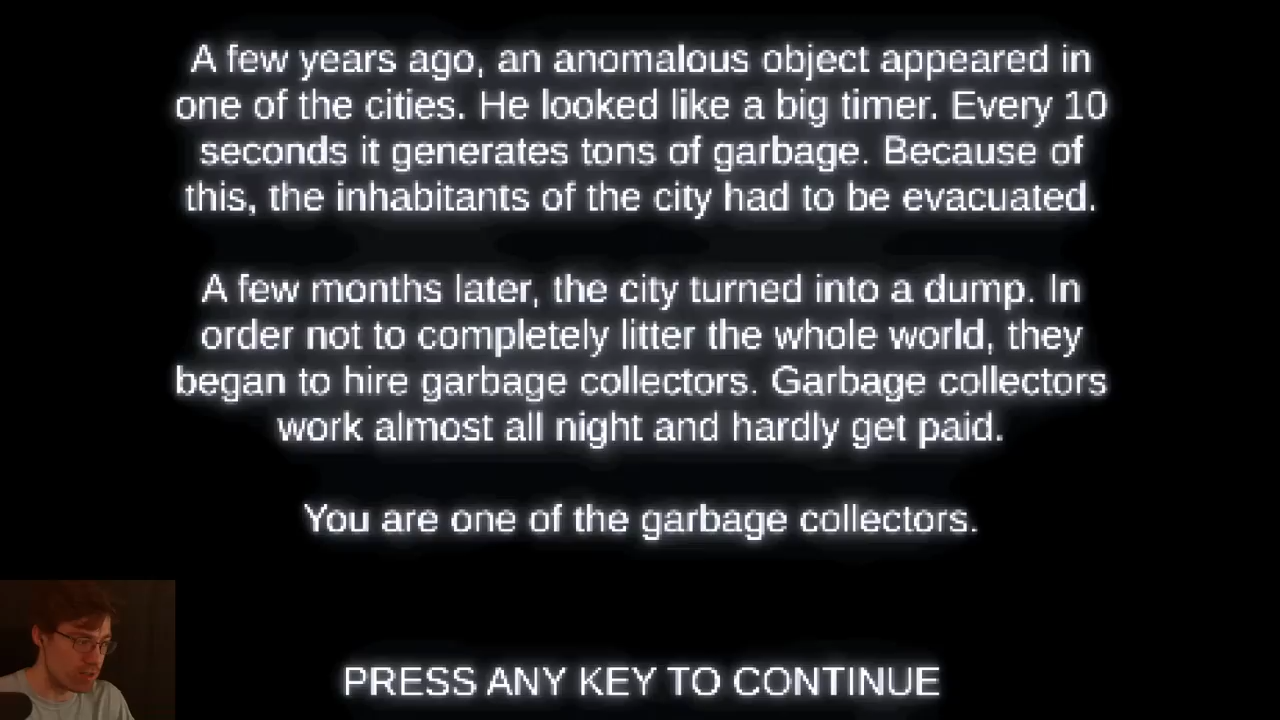 A few years ago, an anomalous object appeared in
one of the cities. He looked like a big timer. Every 10
seconds it generates tons of garbage. Because of
this, the inhabitants of the city had to be evacuated.
A few months later, the city turned into a dump. In
order not to completely litter the whole world, they
began to hire garbage collectors. Garbage collectors
work almost all night and hardly get paid.
You are one of the garbage collectors.
PRESS ANY KEY TO CONTINUE